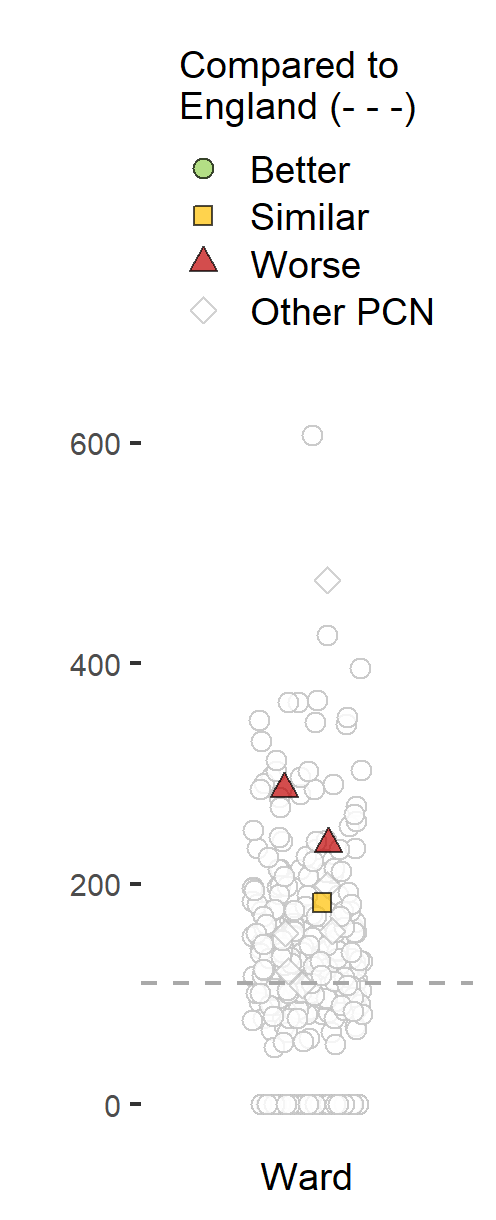 Compared to
England (- - -)
Better
Similar
Worse
Other PCN
600
400
200
0
Ward